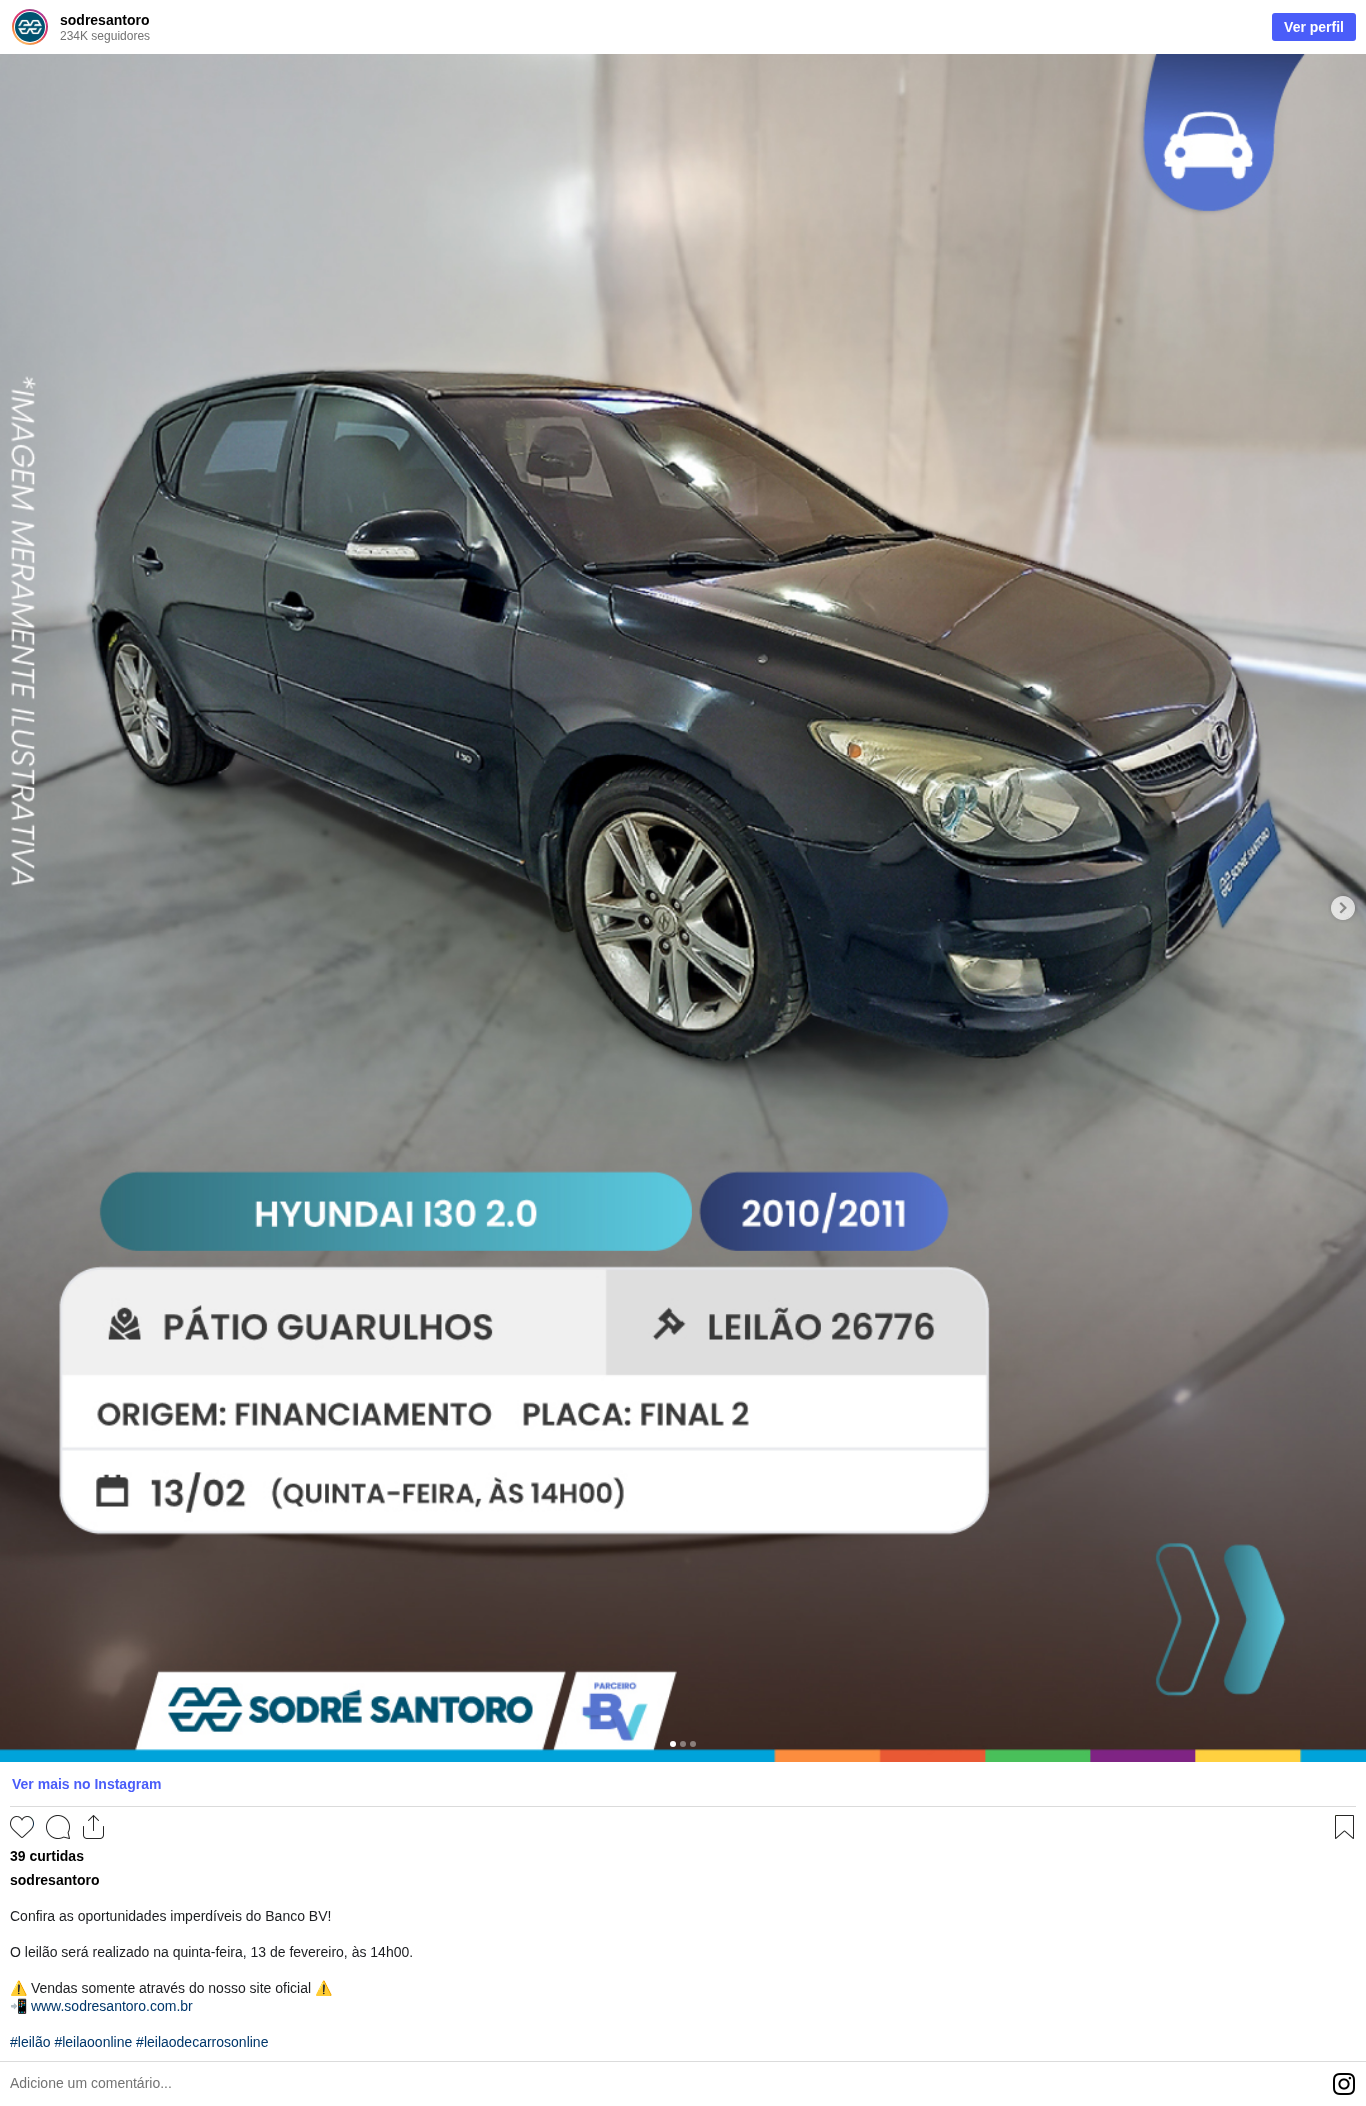 sodresantoro
234K seguidores
Ver perfil
*IMAGEM MERAMENTE ILUSTRATIVA
i30
SODRÉ SANTORO
HYUNDAI I30 2.0
2010/2011
PÁTIO GUARULHOS
LEILÃO 26776
ORIGEM: FINANCIAMENTO PLACA: FINAL 2
13/02 (QUINTA-FEIRA, ÀS 14H00)
SODRÉ SANTORO
PARCEIRO
BV
Ver mais no Instagram
39 curtidas
sodresantoro
Confira as oportunidades imperdíveis do Banco BV!
O leilão será realizado na quinta-feira, 13 de fevereiro, às 14h00.
⚠️ Vendas somente através do nosso site oficial ⚠️
📲 www.sodresantoro.com.br
#leilão #leilaoonline #leilaodecarrosonline
Adicione um comentário...